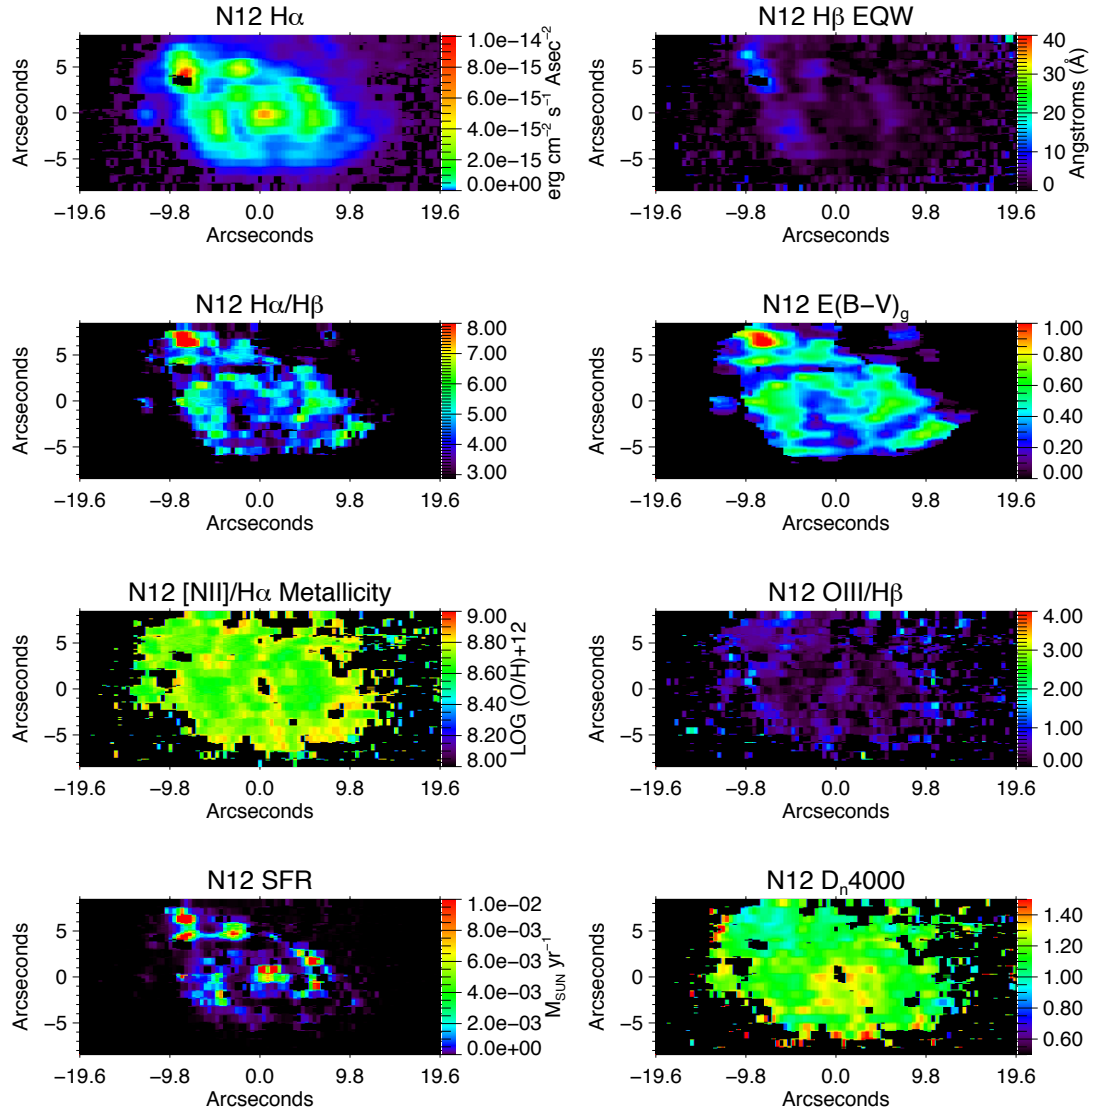 N12 Hα
N12 Hβ EQW
Arcseconds
5
0
−5
−19.6 −9.8 0.0 9.8 19.6
Arcseconds
1.0e−14
8.0e−15
6.0e−15
4.0e−15
2.0e−15
0.0e+00
erg cm⁻² s⁻¹ Asec⁻²
Arcseconds
5
0
−5
−19.6 −9.8 0.0 9.8 19.6
Arcseconds
40
30
20
10
0
Angstroms (Å)
N12 Hα/Hβ
N12 E(B−V)g
Arcseconds
5
0
−5
−19.6 −9.8 0.0 9.8 19.6
Arcseconds
8.00
7.00
6.00
5.00
4.00
3.00
Arcseconds
5
0
−5
−19.6 −9.8 0.0 9.8 19.6
Arcseconds
1.00
0.80
0.60
0.40
0.20
0.00
N12 [NII]/Hα Metallicity
N12 OIII/Hβ
Arcseconds
5
0
−5
−19.6 −9.8 0.0 9.8 19.6
Arcseconds
9.00
8.80
8.60
8.40
8.20
8.00
LOG (O/H)+12
Arcseconds
5
0
−5
−19.6 −9.8 0.0 9.8 19.6
Arcseconds
4.00
3.00
2.00
1.00
0.00
N12 SFR
N12 Dn4000
Arcseconds
5
0
−5
−19.6 −9.8 0.0 9.8 19.6
Arcseconds
1.0e−02
8.0e−03
6.0e−03
4.0e−03
2.0e−03
0.0e+00
MSUN yr⁻¹
Arcseconds
5
0
−5
−19.6 −9.8 0.0 9.8 19.6
Arcseconds
1.40
1.20
1.00
0.80
0.60